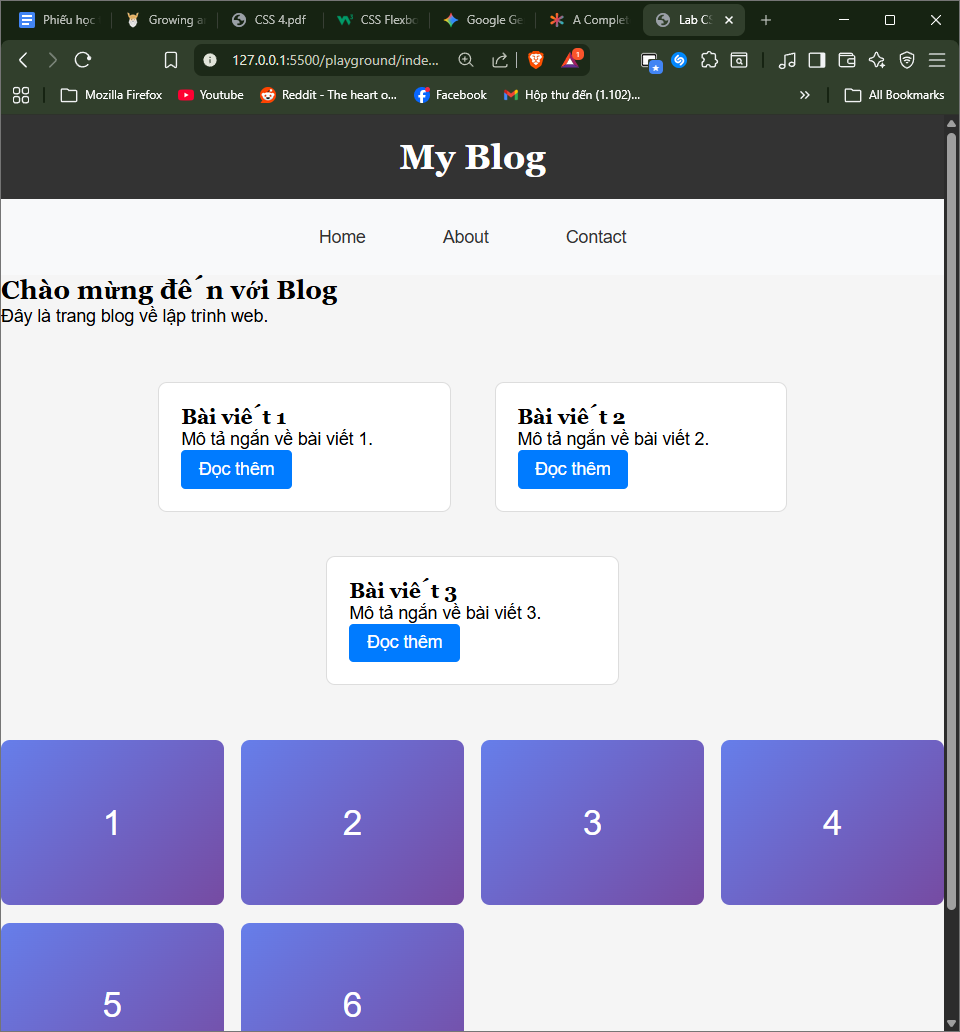 Phiếu học
Growing a
CSS 4.pdf
CSS Flexbo
Google Ge
A Complet
Lab CS
127.0.0.1:5500/playground/inde...
1
Mozilla Firefox
Youtube
Reddit - The heart o...
Facebook
Hộp thư đến (1.102)...
»
All Bookmarks
My Blog
Home
About
Contact
Chào mừng đến với Blog
Đây là trang blog về lập trình web.
Bài viết 1
Mô tả ngắn về bài viết 1.
Đọc thêm
Bài viết 2
Mô tả ngắn về bài viết 2.
Đọc thêm
Bài viết 3
Mô tả ngắn về bài viết 3.
Đọc thêm
1
2
3
4
5
6